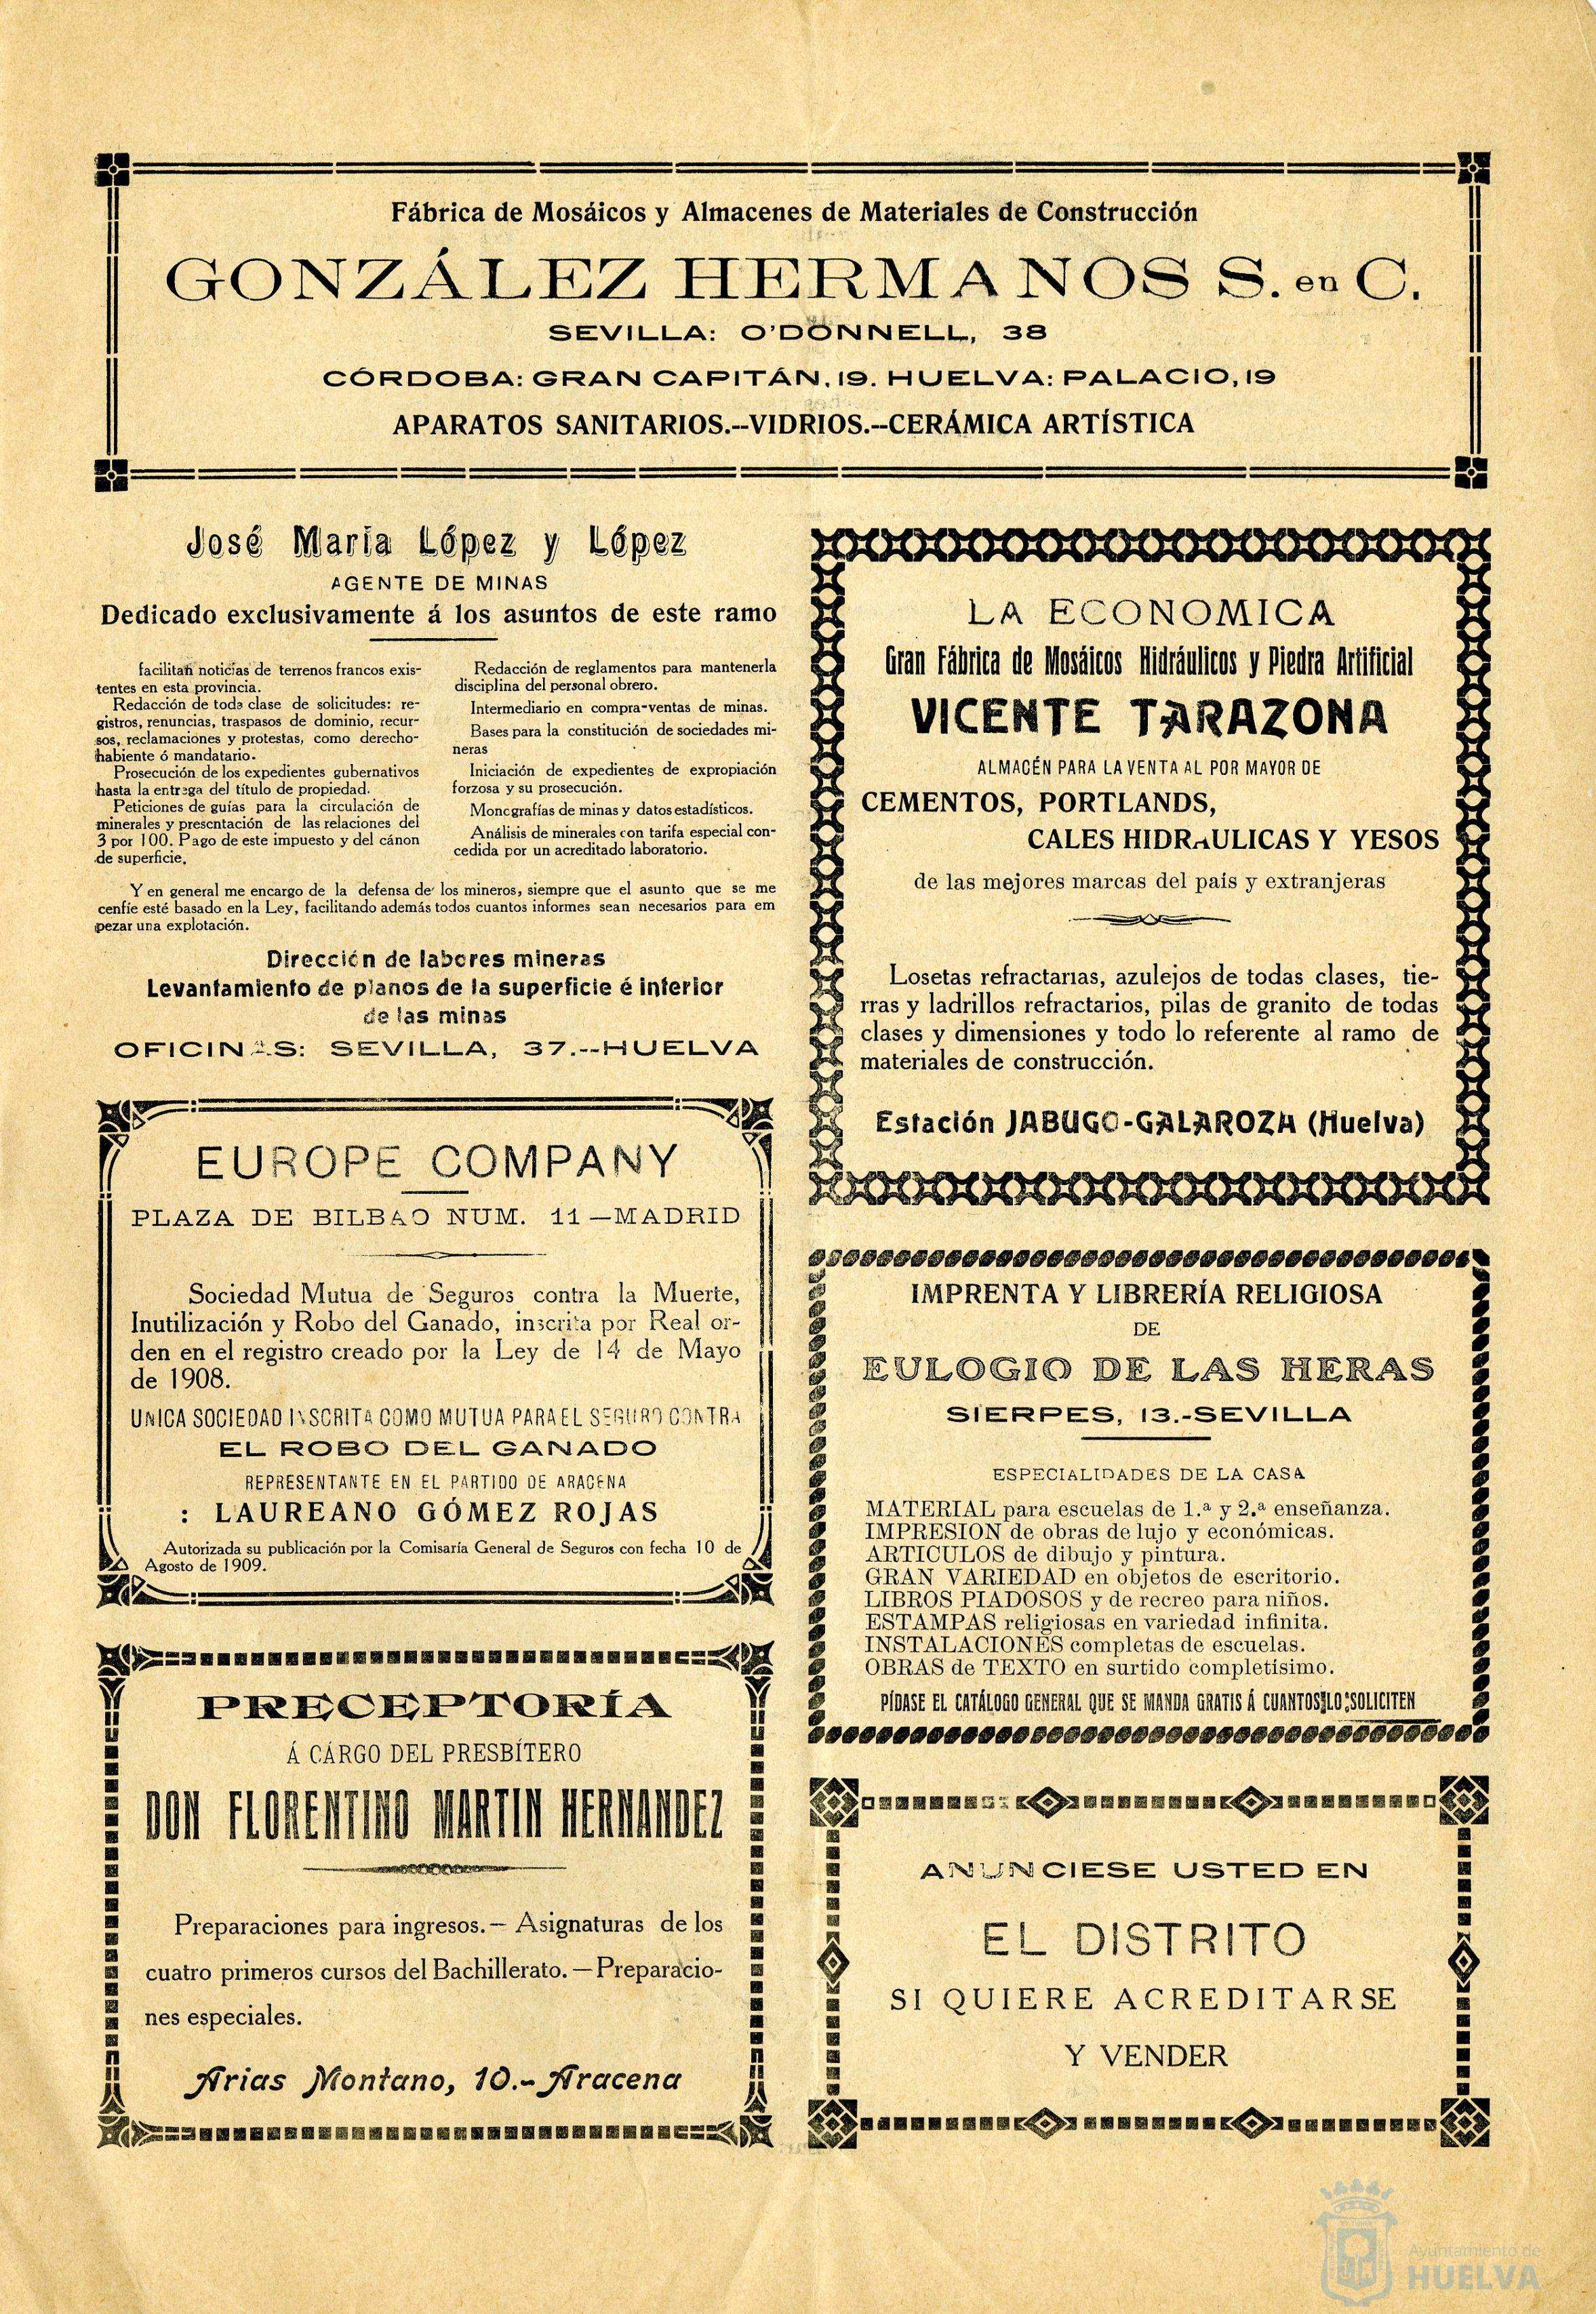 Fábrica de Mosáicos y Almacenes de Materiales de Construcción
GONZÁLEZ HERMANOS S. en C.
SEVILLA: O'DONNELL, 38
CÓRDOBA: GRAN CAPITÁN, 19. HUELVA: PALACIO, 19
APARATOS SANITARIOS.--VIDRIOS.--CERÁMICA ARTÍSTICA
José María López y López
AGENTE DE MINAS
Dedicado exclusivamente á los asuntos de este ramo
facilitan noticias de terrenos francos exis-
tentes en esta provincia.
Redacción de toda clase de solicitudes: re-
gistros, renuncias, traspasos de dominio, recur-
sos, reclamaciones y protestas, como derecho-
habiente ó mandatario.
Prosecución de los expedientes gubernativos
hasta la entrega del título de propiedad.
Peticiones de guías para la circulación de
minerales y presentación de las relaciones del
3 por 100. Pago de este impuesto y del cánon
de superficie.
Redacción de reglamentos para mantenerla
disciplina del personal obrero.
Intermediario en compra-ventas de minas.
Bases para la constitución de sociedades mi-
neras
Iniciación de expedientes de expropiación
forzosa y su prosecución.
Monografías de minas y datos estadísticos.
Análisis de minerales con tarifa especial con-
cedida por un acreditado laboratorio.
Y en general me encargo de la defensa de los mineros, siempre que el asunto que se me
cenfíe esté basado en la Ley, facilitando además todos cuantos informes sean necesarios para em
pezar una explotación.
Dirección de labores mineras
Levantamiento de planos de la superficie é interior
de las minas
OFICINAS: SEVILLA, 37.--HUELVA
EUROPE COMPANY
PLAZA DE BILBAO NUM. 11 —MADRID
Sociedad Mutua de Seguros contra la Muerte,
Inutilización y Robo del Ganado, inscrita por Real or-
den en el registro creado por la Ley de 14 de Mayo
de 1908.
UNICA SOCIEDAD INSCRITA COMO MUTUA PARA EL SEGURO CONTRA
EL ROBO DEL GANADO
REPRESENTANTE EN EL PARTIDO DE ARACENA
: LAUREANO GÓMEZ ROJAS
Autorizada su publicación por la Comisaría General de Seguros con fecha 10 de
Agosto de 1909.
PRECEPTORÍA
Á CARGO DEL PRESBÍTERO
DON FLORENTINO MARTIN HERNANDEZ
Preparaciones para ingresos.— Asignaturas de los
cuatro primeros cursos del Bachillerato. —Preparacio-
nes especiales.
Arias Montano, 10.-Aracena
LA ECONOMICA
Gran Fábrica de Mosáicos Hidráulicos y Piedra Artificial
VICENTE TARAZONA
ALMACÉN PARA LA VENTA AL POR MAYOR DE
CEMENTOS, PORTLANDS,
CALES HIDRAULICAS Y YESOS
de las mejores marcas del país y extranjeras
Losetas refractarias, azulejos de todas clases, tie-
rras y ladrillos refractarios, pilas de granito de todas
clases y dimensiones y todo lo referente al ramo de
materiales de construcción.
Estación JABUGO-GALAROZA (Huelva)
IMPRENTA Y LIBRERÍA RELIGIOSA
DE
EULOGIO DE LAS HERAS
SIERPES, 13.-SEVILLA
ESPECIALIDADES DE LA CASA
MATERIAL para escuelas de 1.ª y 2.ª enseñanza.
IMPRESION de obras de lujo y económicas.
ARTICULOS de dibujo y pintura.
GRAN VARIEDAD en objetos de escritorio.
LIBROS PIADOSOS y de recreo para niños.
ESTAMPAS religiosas en variedad infinita.
INSTALACIONES completas de escuelas.
OBRAS de TEXTO en surtido completísimo.
PÍDASE EL CATÁLOGO GENERAL QUE SE MANDA GRATIS Á CUANTOS LO SOLICITEN
ANUNCIESE USTED EN
EL DISTRITO
SI QUIERE ACREDITARSE
Y VENDER
Ayuntamiento de
HUELVA